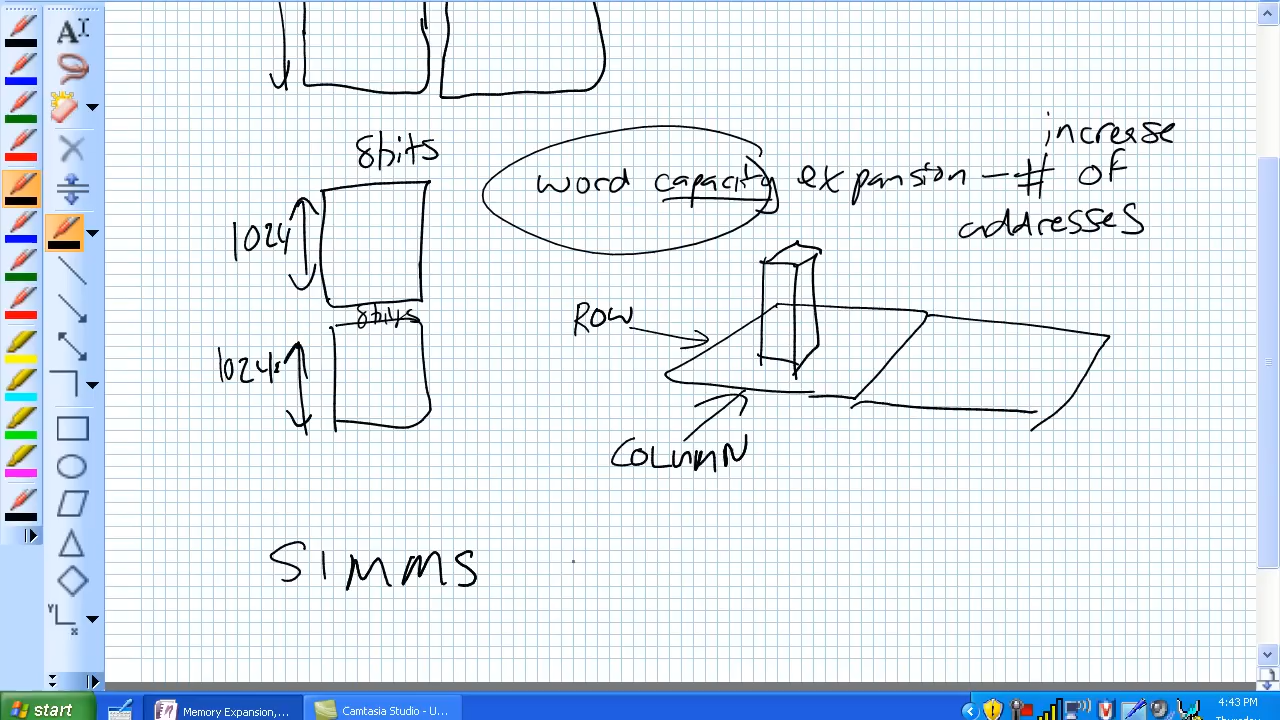 8bits
increase
word capacity expansion - # of
addresses
1024
8bits
1024
ROW
COLUMN
SIMMS
start
Memory Expansion,...
Camtasia Studio - U...
4:43 PM
Thursday